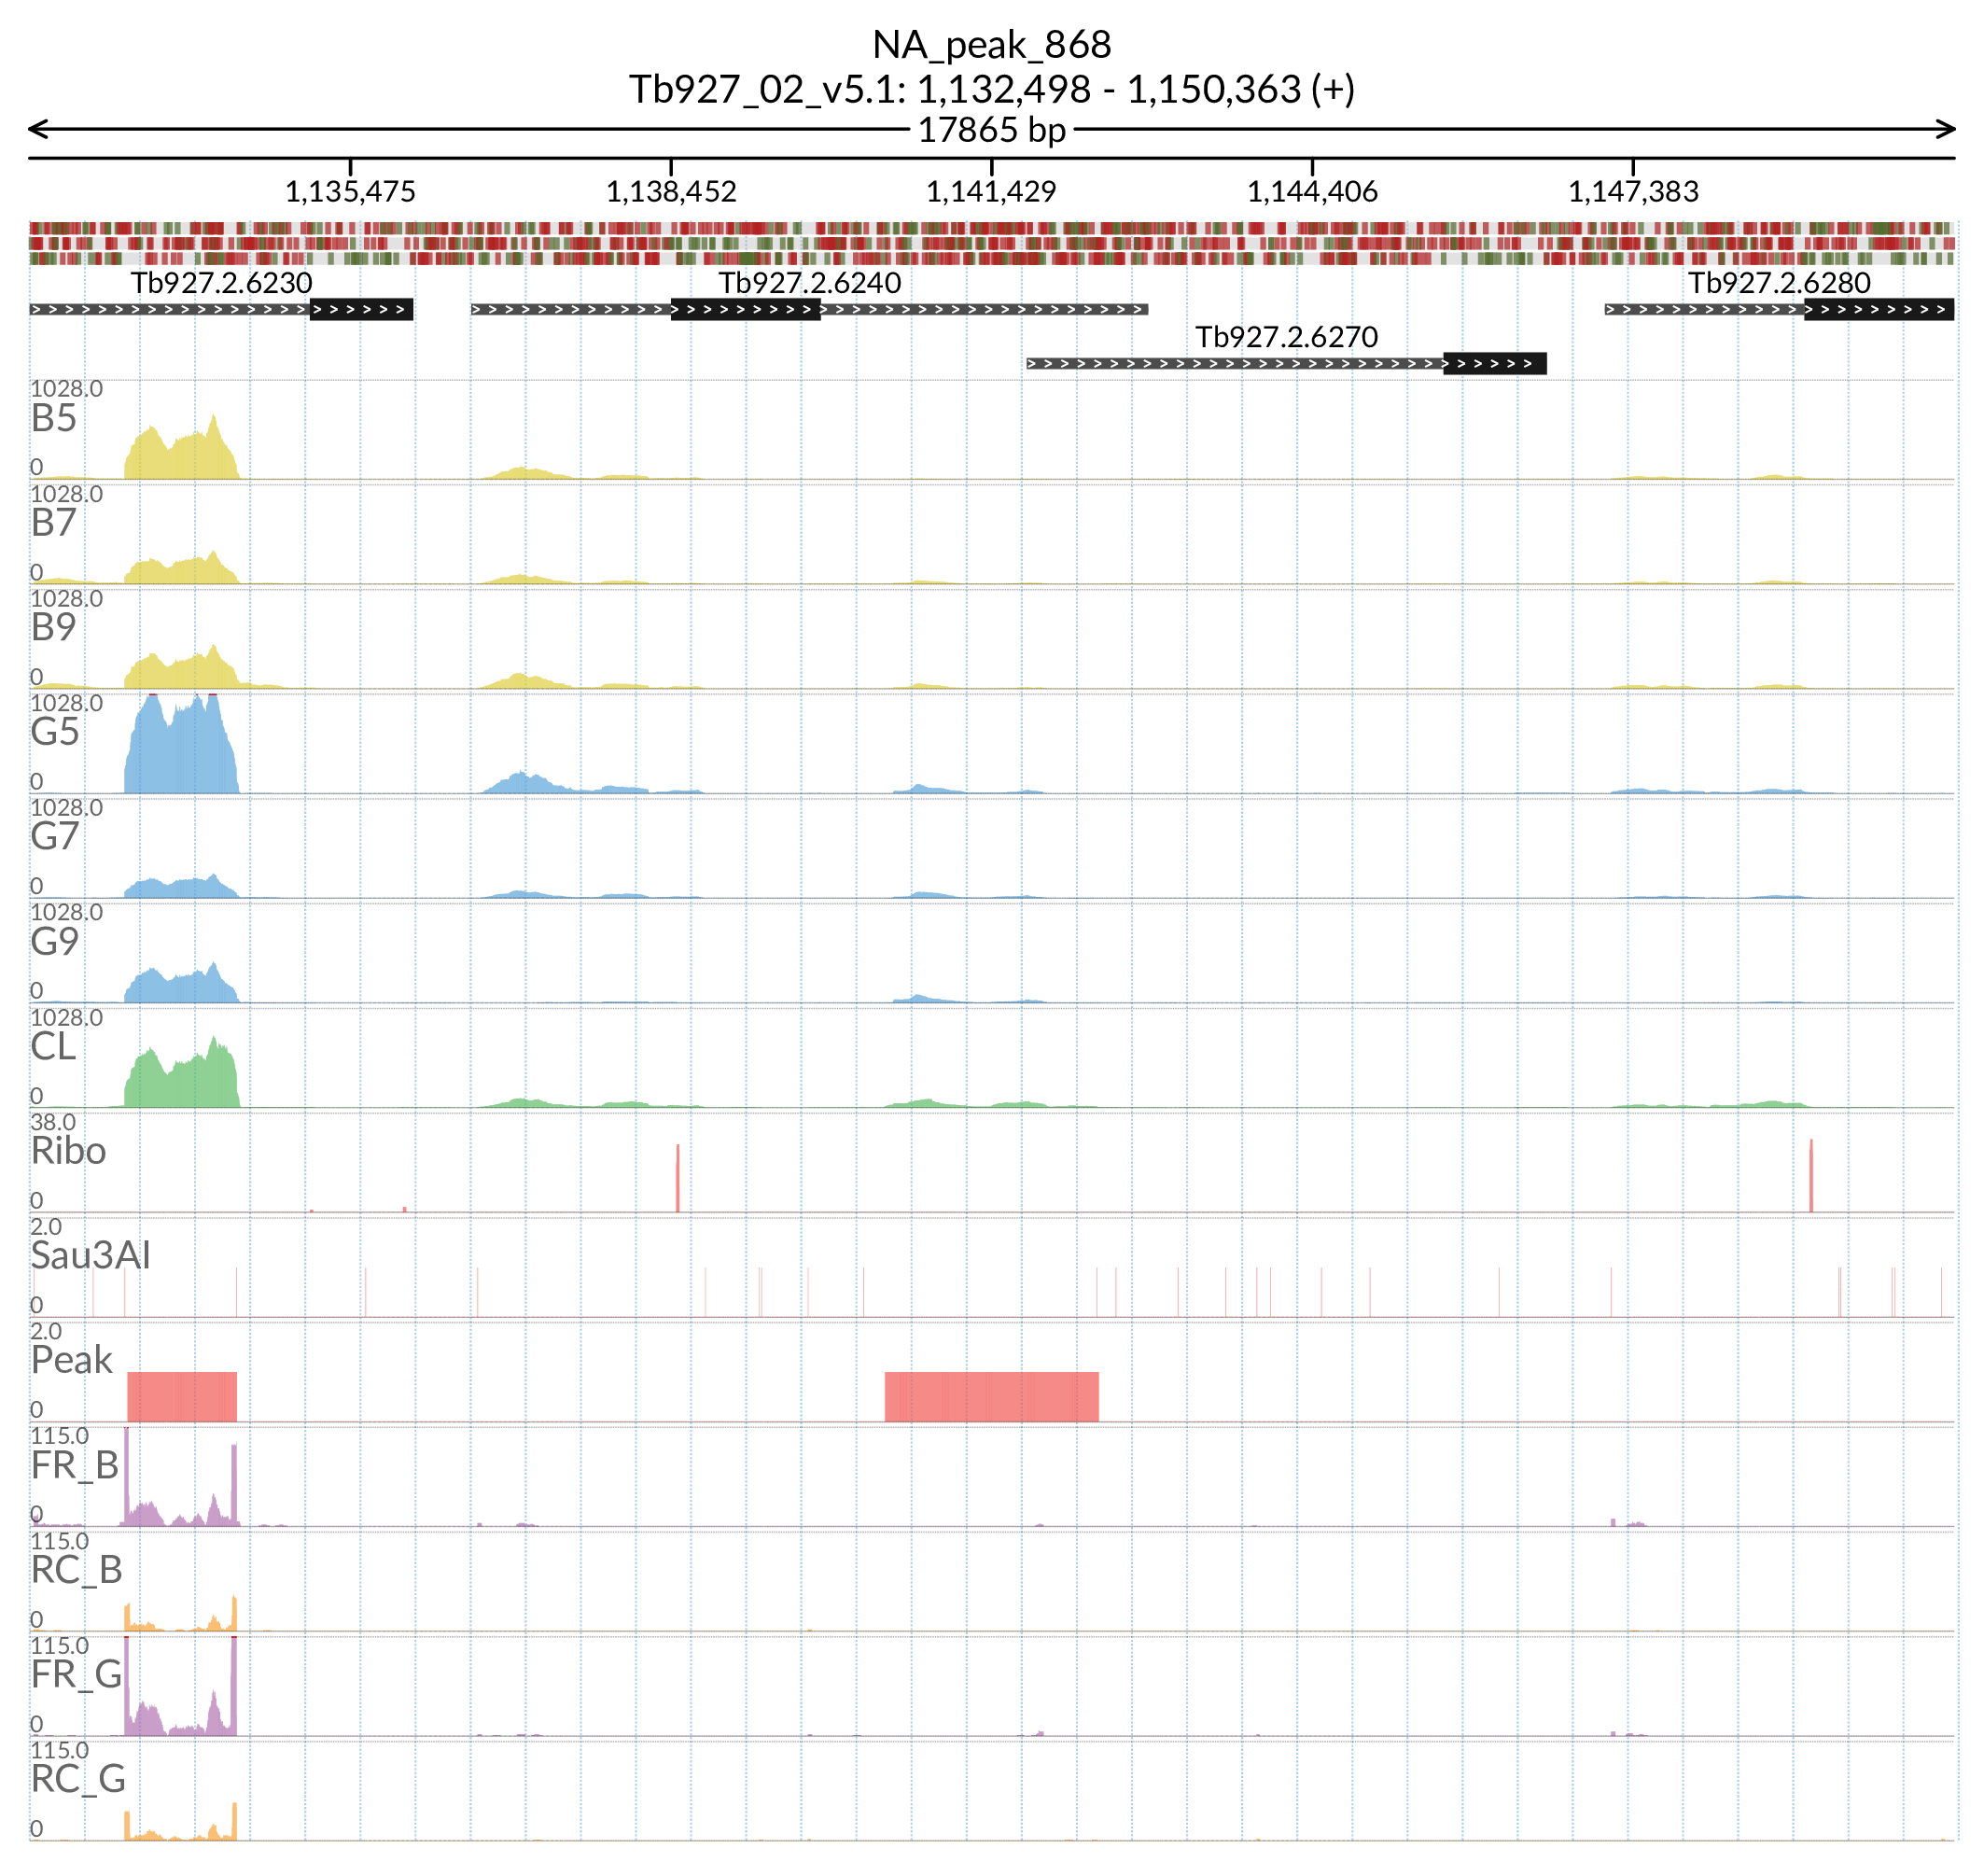 NA_peak_868
Tb927_02_v5.1: 1,132,498 - 1,150,363 (+)
17865 bp
1,135,475 1,138,452 1,141,429 1,144,406 1,147,383
Tb927.2.6230 Tb927.2.6240 Tb927.2.6280
Tb927.2.6270
1028.0
B5
0
1028.0
B7
0
1028.0
B9
0
1028.0
G5
0
1028.0
G7
0
1028.0
G9
0
1028.0
CL
0
38.0
Ribo
0
2.0
Sau3AI
0
2.0
Peak
0
115.0
FR_B
0
115.0
RC_B
0
115.0
FR_G
0
115.0
RC_G
0